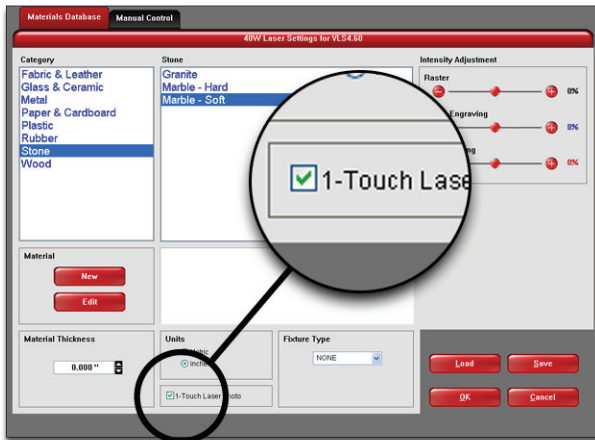 Materials Database Manual Control
40W Laser Settings for VLS4.60
Category
Fabric & Leather
Glass & Ceramic
Metal
Paper & Cardboard
Plastic
Rubber
Stone
Wood
Stone
Granite
Marble - Hard
Marble - Soft
Intensity Adjustment
Raster
0%
Engraving
0%
0%
1-Touch Lase
Material
New
Edit
Material Thickness
0.000 "
Units
inches
1-Touch Laser Photo
Fixture Type
NONE
Load Save
OK Cancel